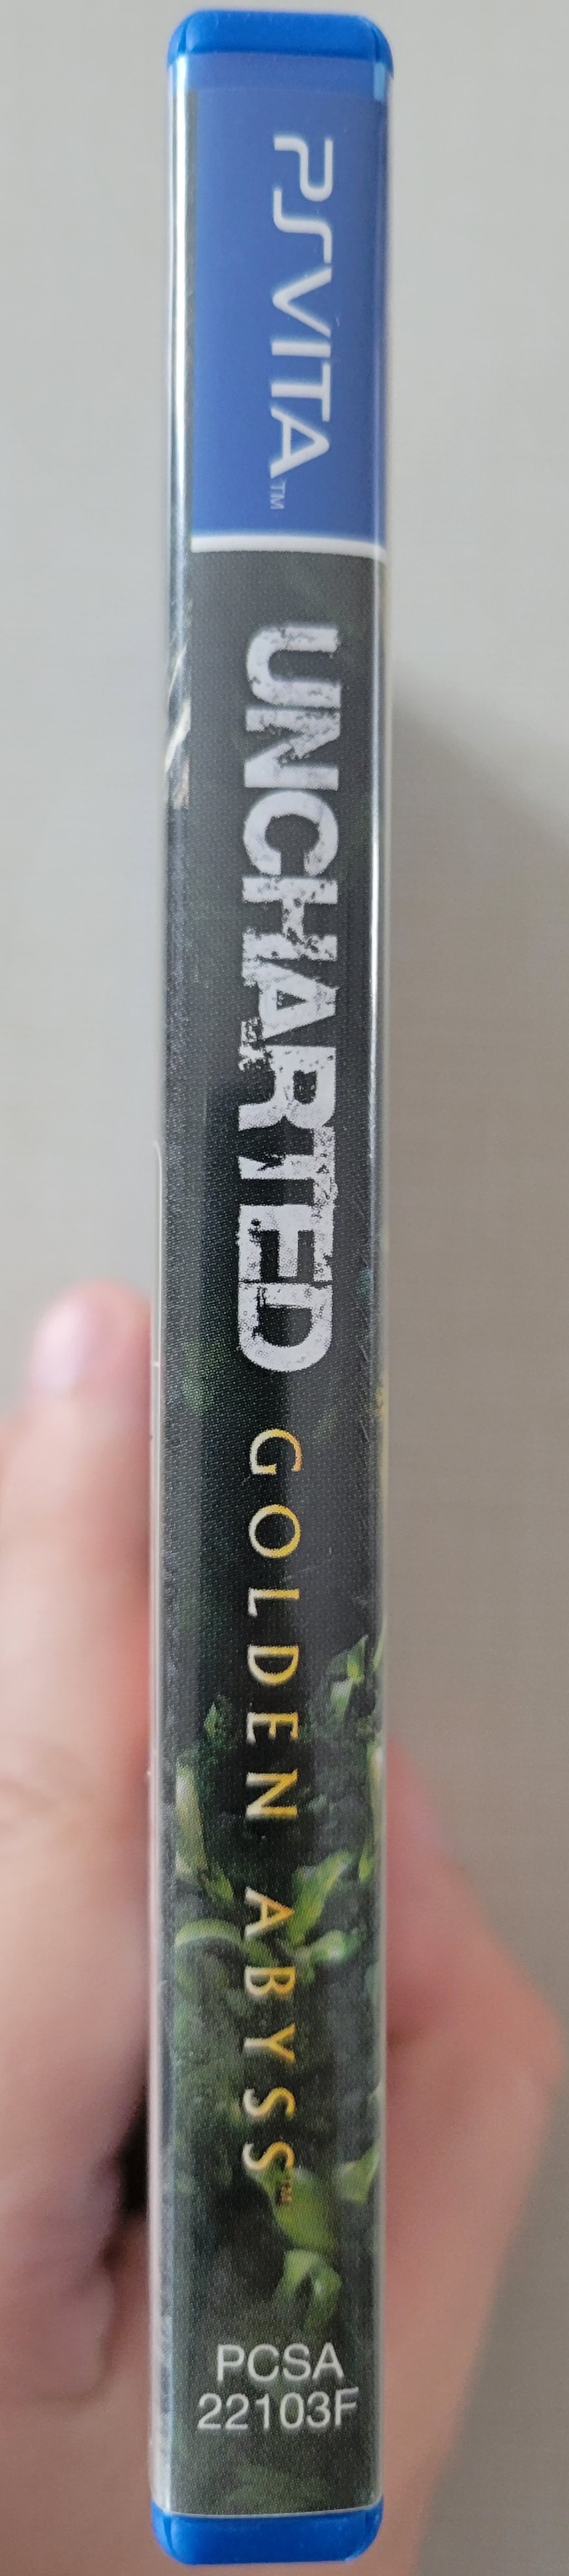 PSVITA™
UNCHARTED
GOLDEN ABYSS™
PCSA
22103F